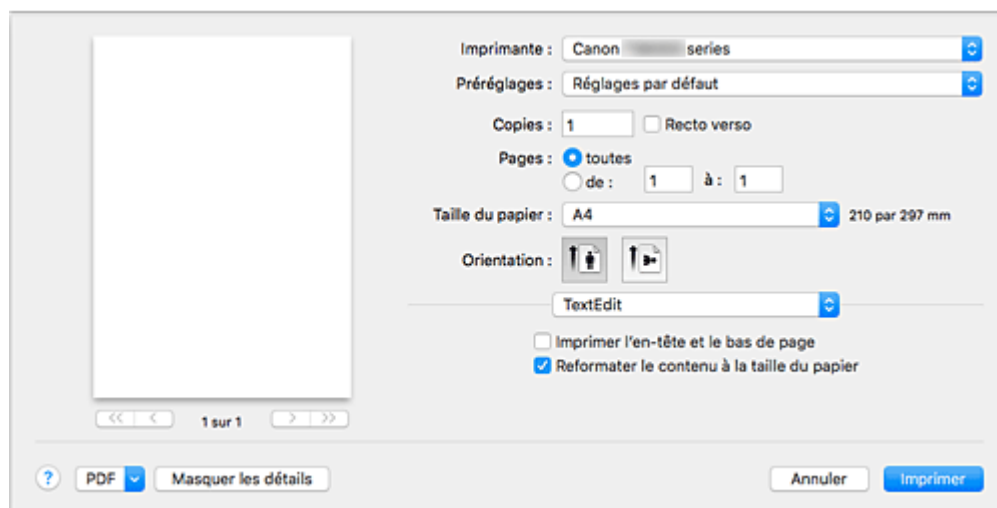 Imprimante : Canon series
Préréglages : Réglages par défaut
Copies : 1 Recto verso
Pages : toutes
de : 1 à : 1
Taille du papier : A4 210 par 297 mm
Orientation :
TextEdit
Imprimer l'en-tête et le bas de page
Reformater le contenu à la taille du papier
<< < 1 sur 1 > >>
? PDF Masquer les détails Annuler Imprimer